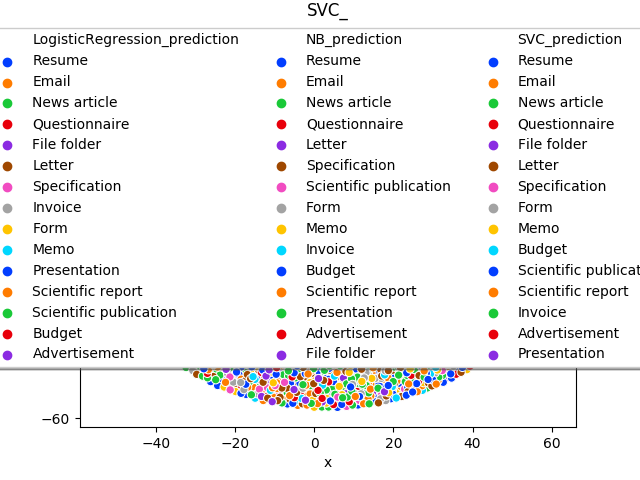 SVC_
LogisticRegression_prediction NB_prediction SVC_prediction
Resume Resume Resume
Email Email Email
News article News article News article
Questionnaire Questionnaire Questionnaire
File folder Letter File folder
Letter Specification Letter
Specification Scientific publication Specification
Invoice Form Form
Form Memo Memo
Memo Invoice Budget
Presentation Budget Scientific publicat
Scientific report Scientific report Scientific report
Scientific publication Presentation Invoice
Budget Advertisement Advertisement
Advertisement File folder Presentation
−60
−40 −20 0 20 40 60
x